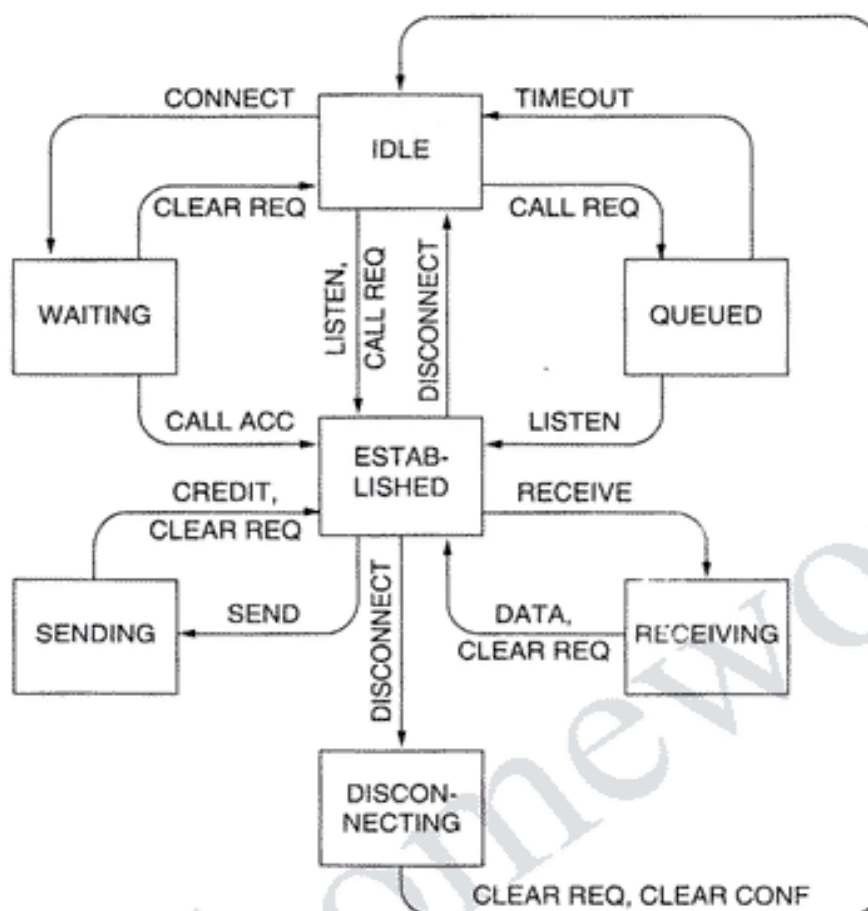 CONNECT
TIMEOUT
IDLE
CLEAR REQ
CALL REQ
LISTEN,
CALL REQ
DISCONNECT
WAITING
QUEUED
CALL ACC
LISTEN
ESTAB-
LISHED
CREDIT,
CLEAR REQ
RECEIVE
SENDING
SEND
DISCONNECT
DATA,
CLEAR REQ
RECEIVING
DISCON-
NECTING
CLEAR REQ, CLEAR CONF